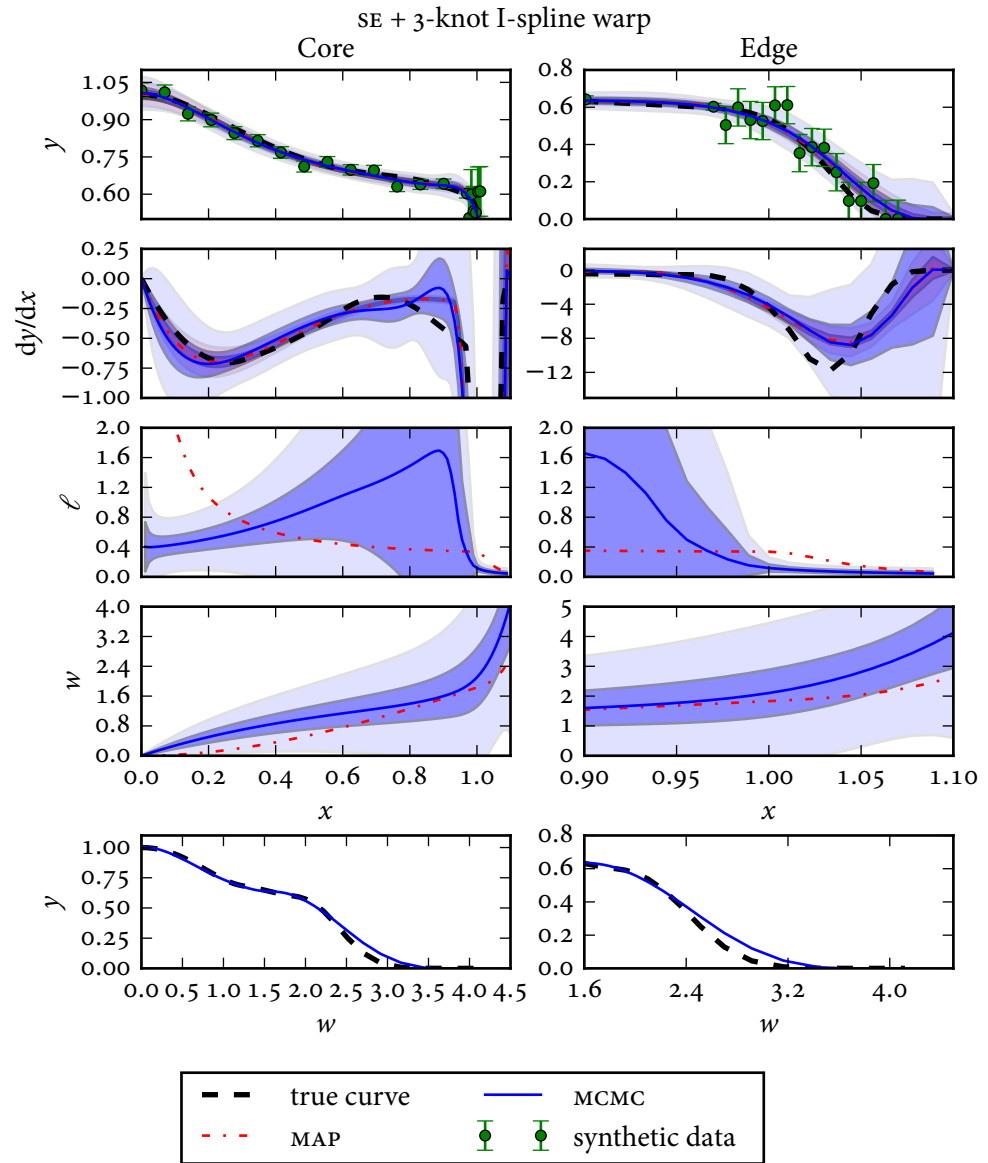 SE + 3-knot I-spline warp
Core
Edge
1.05
0.90
0.75
0.60
y
0.8
0.6
0.4
0.2
0.0
0.25
0.00
−0.25
−0.50
−0.75
−1.00
dy/dx
0
−4
−8
−12
2.0
1.6
1.2
0.8
0.4
0.0
ℓ
2.0
1.6
1.2
0.8
0.4
0.0
4.0
3.2
2.4
1.6
0.8
0.0
w
0.0 0.2 0.4 0.6 0.8 1.0
x
5
4
3
2
1
0
0.90 0.95 1.00 1.05 1.10
x
1.00
0.75
0.50
0.25
0.00
y
0.0 0.5 1.0 1.5 2.0 2.5 3.0 3.5 4.0 4.5
w
0.8
0.6
0.4
0.2
0.0
1.6 2.4 3.2 4.0
w
true curve
MCMC
MAP
synthetic data